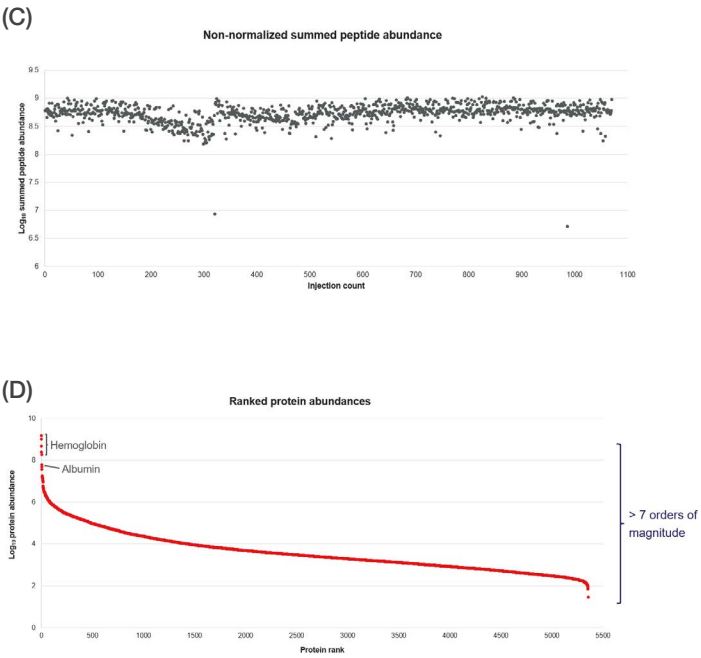 (C)
Non-normalized summed peptide abundance
Log₁₀ summed peptide abundance
9.5
9
8.5
8
7.5
7
6.5
6
0 100 200 300 400 500 600 700 800 900 1000 1100
Injection count
(D)
Ranked protein abundances
Log₁₀ protein abundance
10
8
6
4
2
0
Hemoglobin
Albumin
> 7 orders of
magnitude
0 500 1000 1500 2000 2500 3000 3500 4000 4500 5000 5500
Protein rank